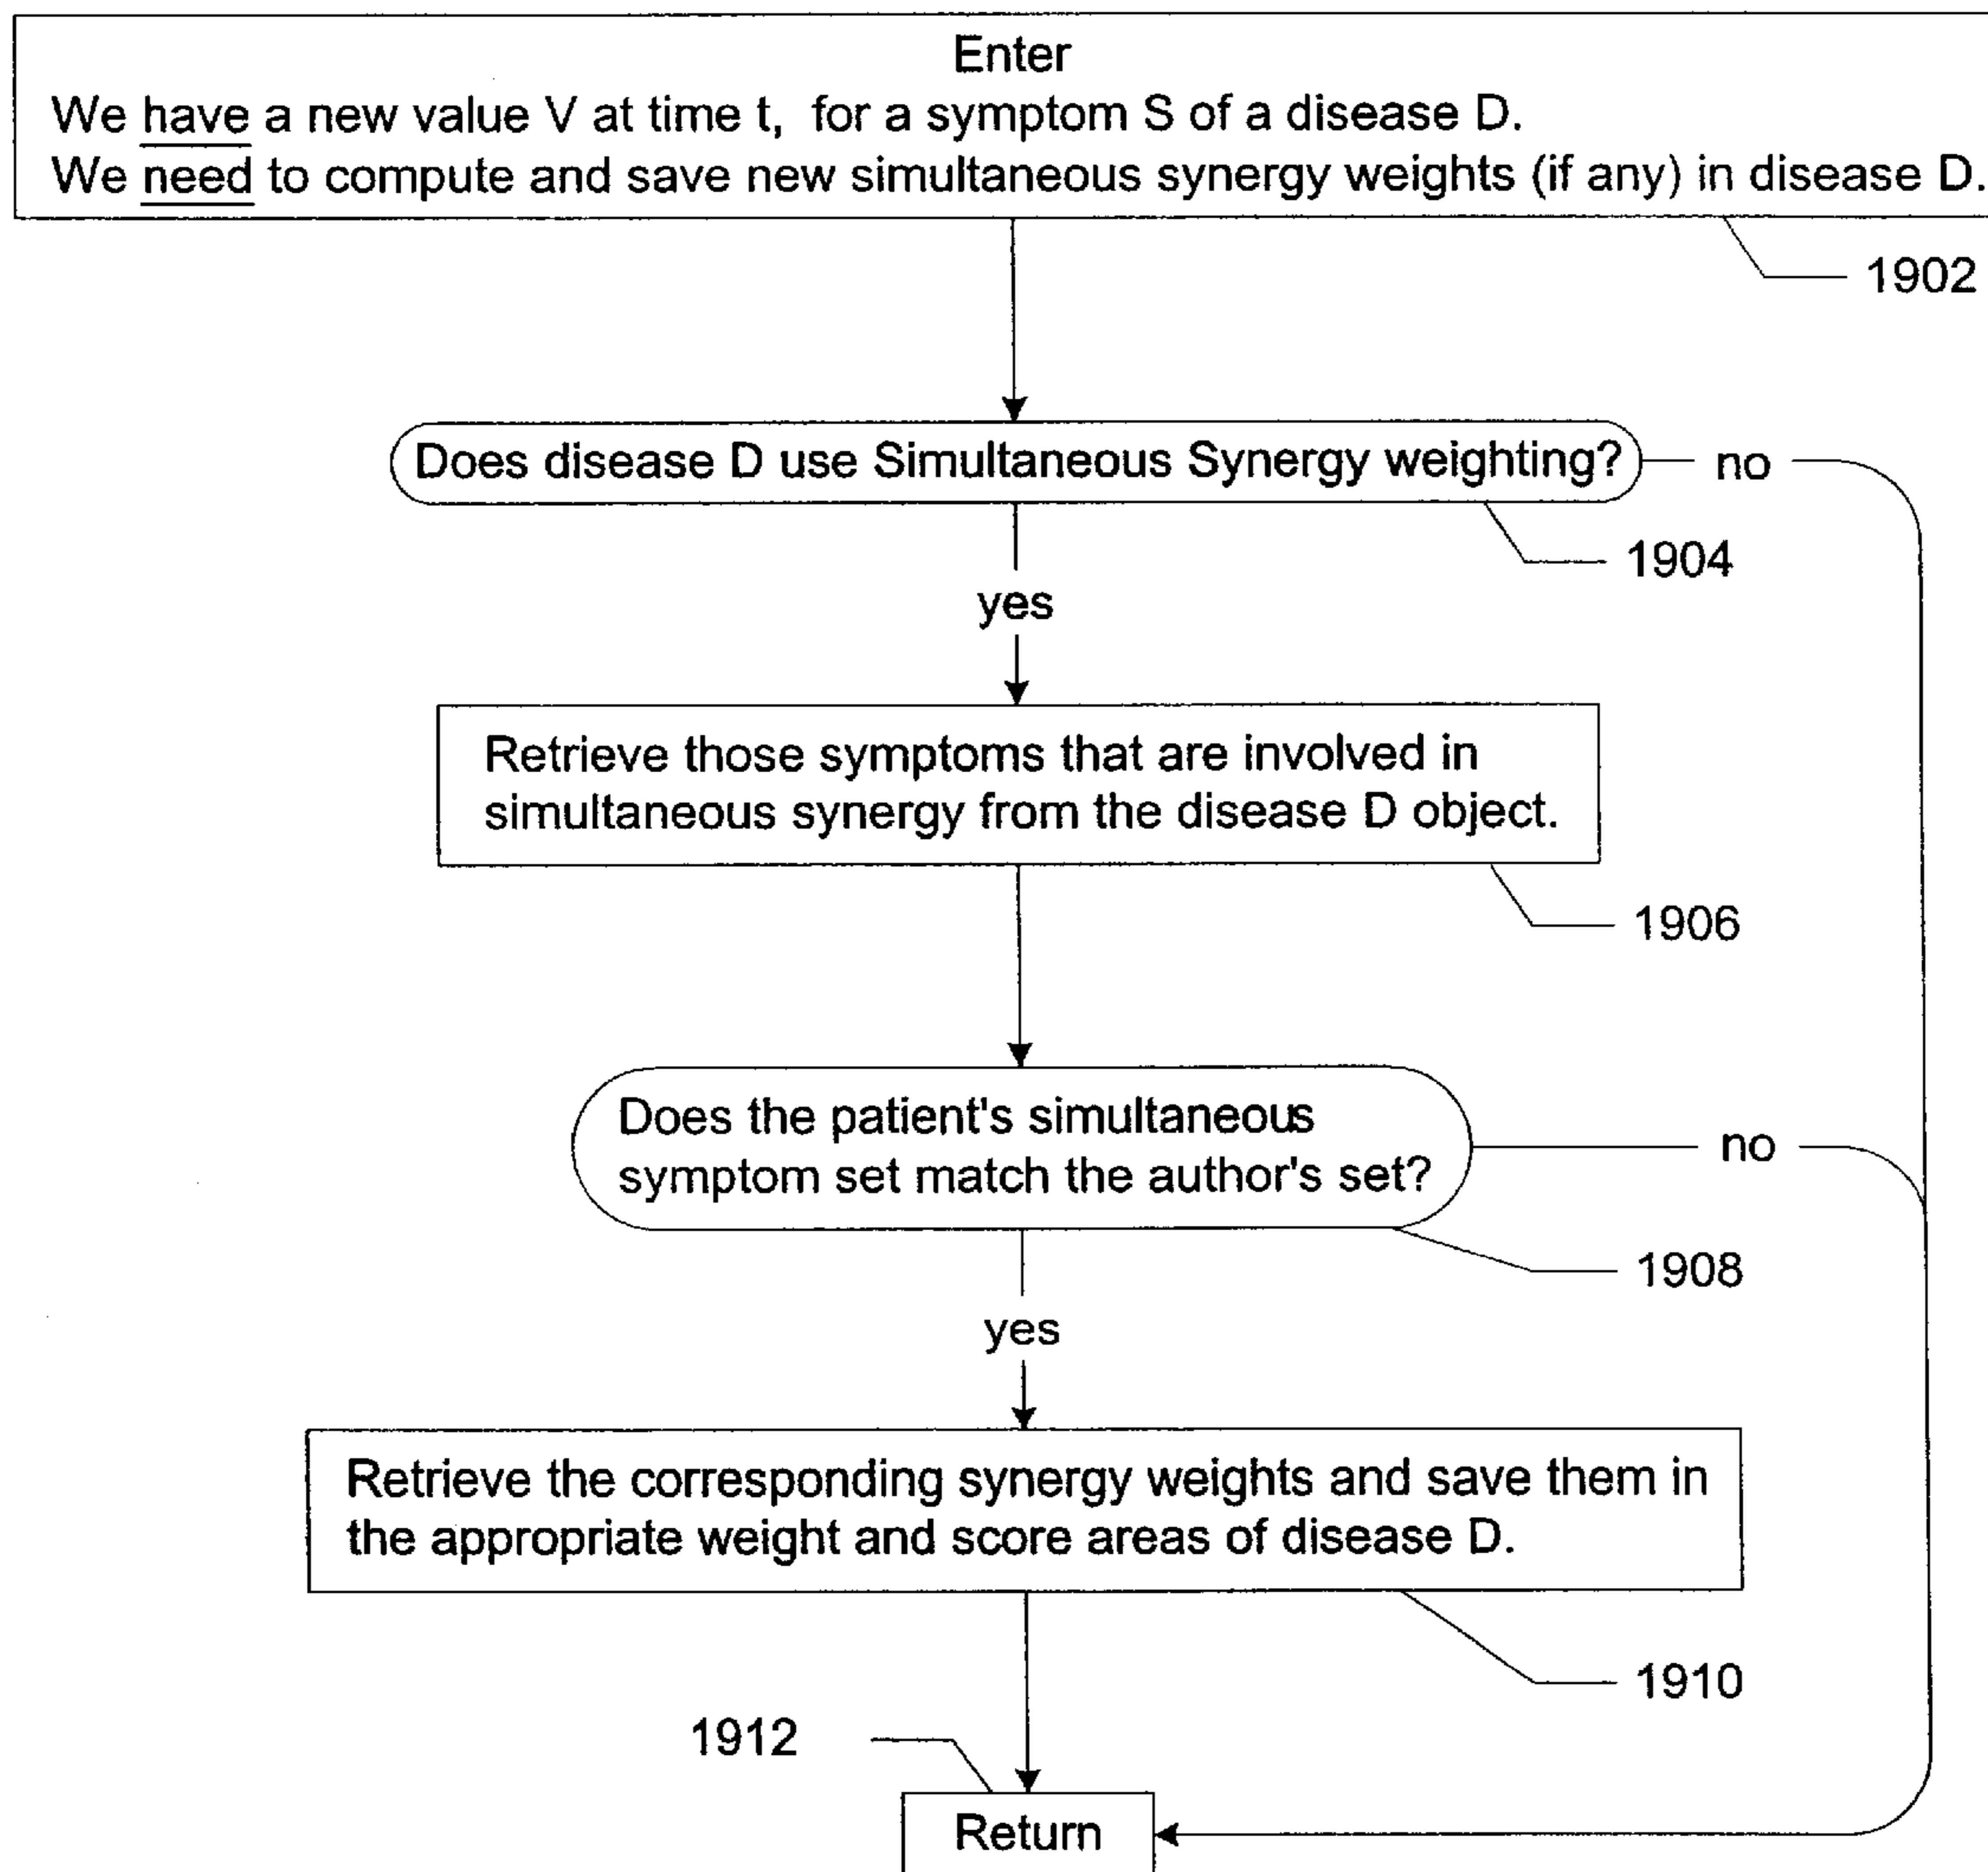 Enter
We have a new value V at time t, for a symptom S of a disease D.
We need to compute and save new simultaneous synergy weights (if any) in disease D.
1902
Does disease D use Simultaneous Synergy weighting?
no
1904
yes
Retrieve those symptoms that are involved in
simultaneous synergy from the disease D object.
1906
Does the patient's simultaneous
symptom set match the author's set?
no
1908
yes
Retrieve the corresponding synergy weights and save them in
the appropriate weight and score areas of disease D.
1910
1912
Return